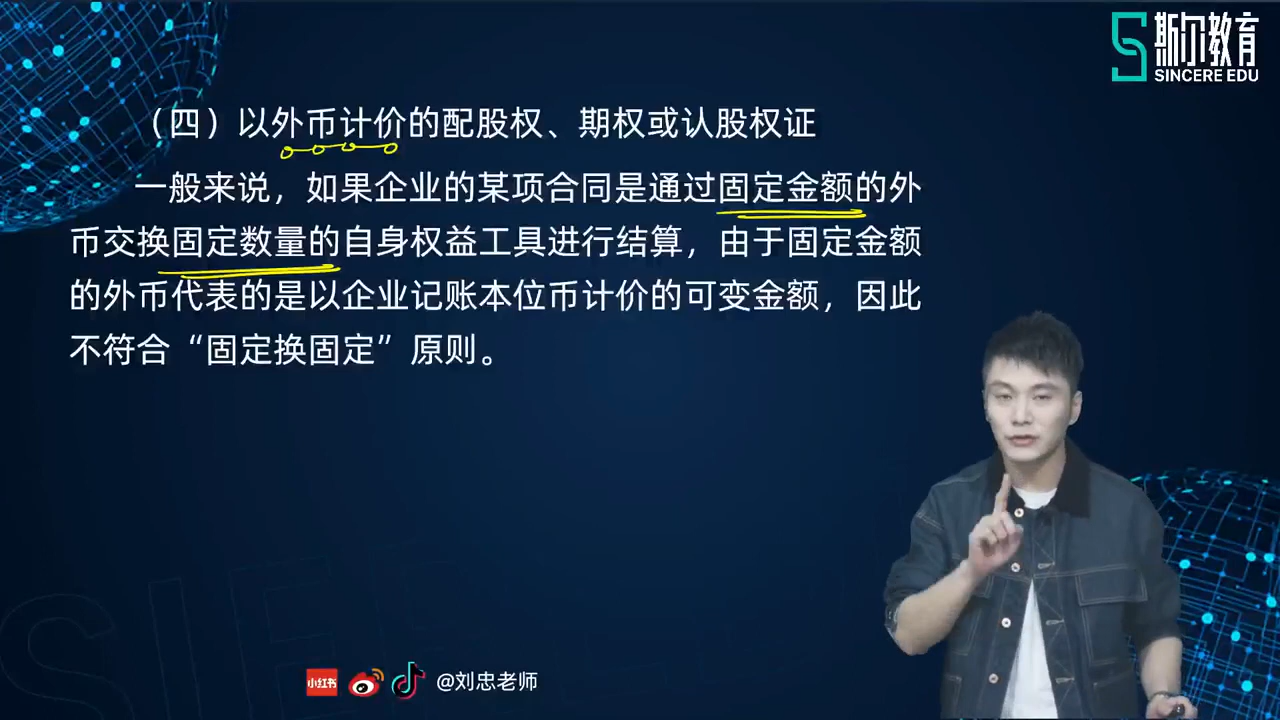 斯尔教育
SINCERE EDU
（四）以外币计价的配股权、期权或认股权证
一般来说，如果企业的某项合同是通过固定金额的外
币交换固定数量的自身权益工具进行结算，由于固定金额
的外币代表的是以企业记账本位币计价的可变金额，因此
不符合“固定换固定”原则。
小红书
@刘忠老师